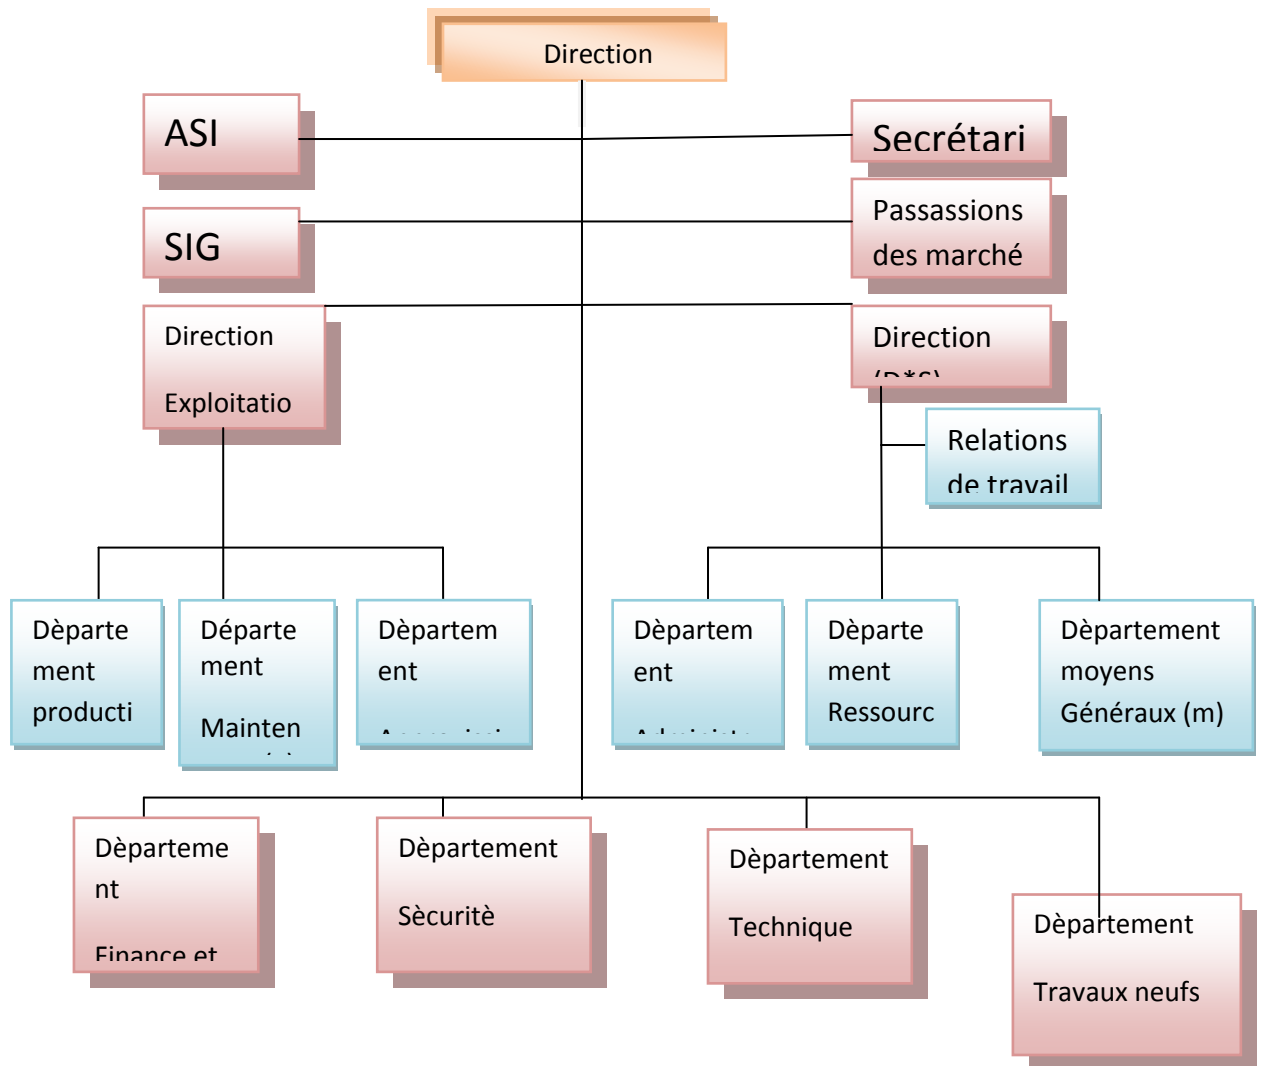 Direction
ASI
Secrétari
SIG
Passassions
des marché
Direction
Exploitatio
Direction
(D*S)
Relations
de travail
Dèparte
ment
producti
Départe
ment
Mainten
Dèpartem
ent
Dèpartem
ent
Dèparte
ment
Ressourc
Dèpartement
moyens
Généraux (m)
Dèparteme
nt
Finance et
Dèpartement
Sècuritè
Dèpartement
Technique
Dèpartement
Travaux neufs